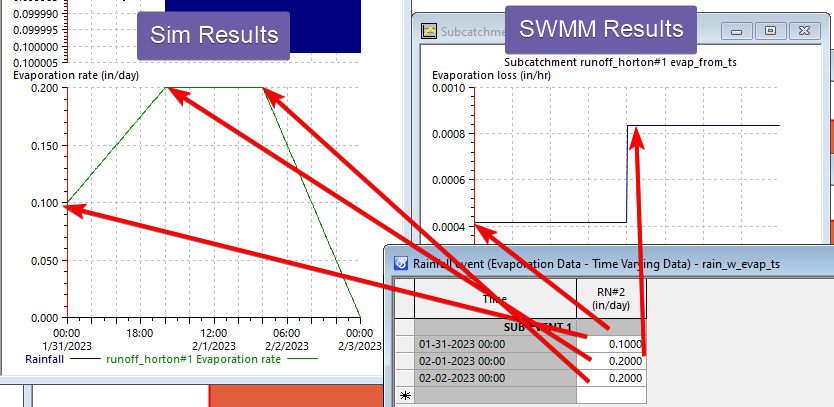 0.999985
0.099990
0.099995
0.100000
0.100005
Sim Results
Evaporation rate (in/day)
0.200
0.150
0.100
0.050
0.000
00:00 18:00 12:00 06:00 00:00
1/31/2023 2/1/2023 2/2/2023 2/3/2023
Rainfall runoff_horton#1 Evaporation rate
Subcatchme
SWMM Results
Subcatchment runoff_horton#1 evap_from_ts
Evaporation loss (in/hr)
0.0010
0.0008
0.0006
0.0004
Rainfall event (Evaporation Data - Time Varying Data) - rain_w_evap_ts
Time RN#2
(in/day)
SUB EVENT 1
01-31-2023 00:00 0.1000
02-01-2023 00:00 0.2000
02-02-2023 00:00 0.2000